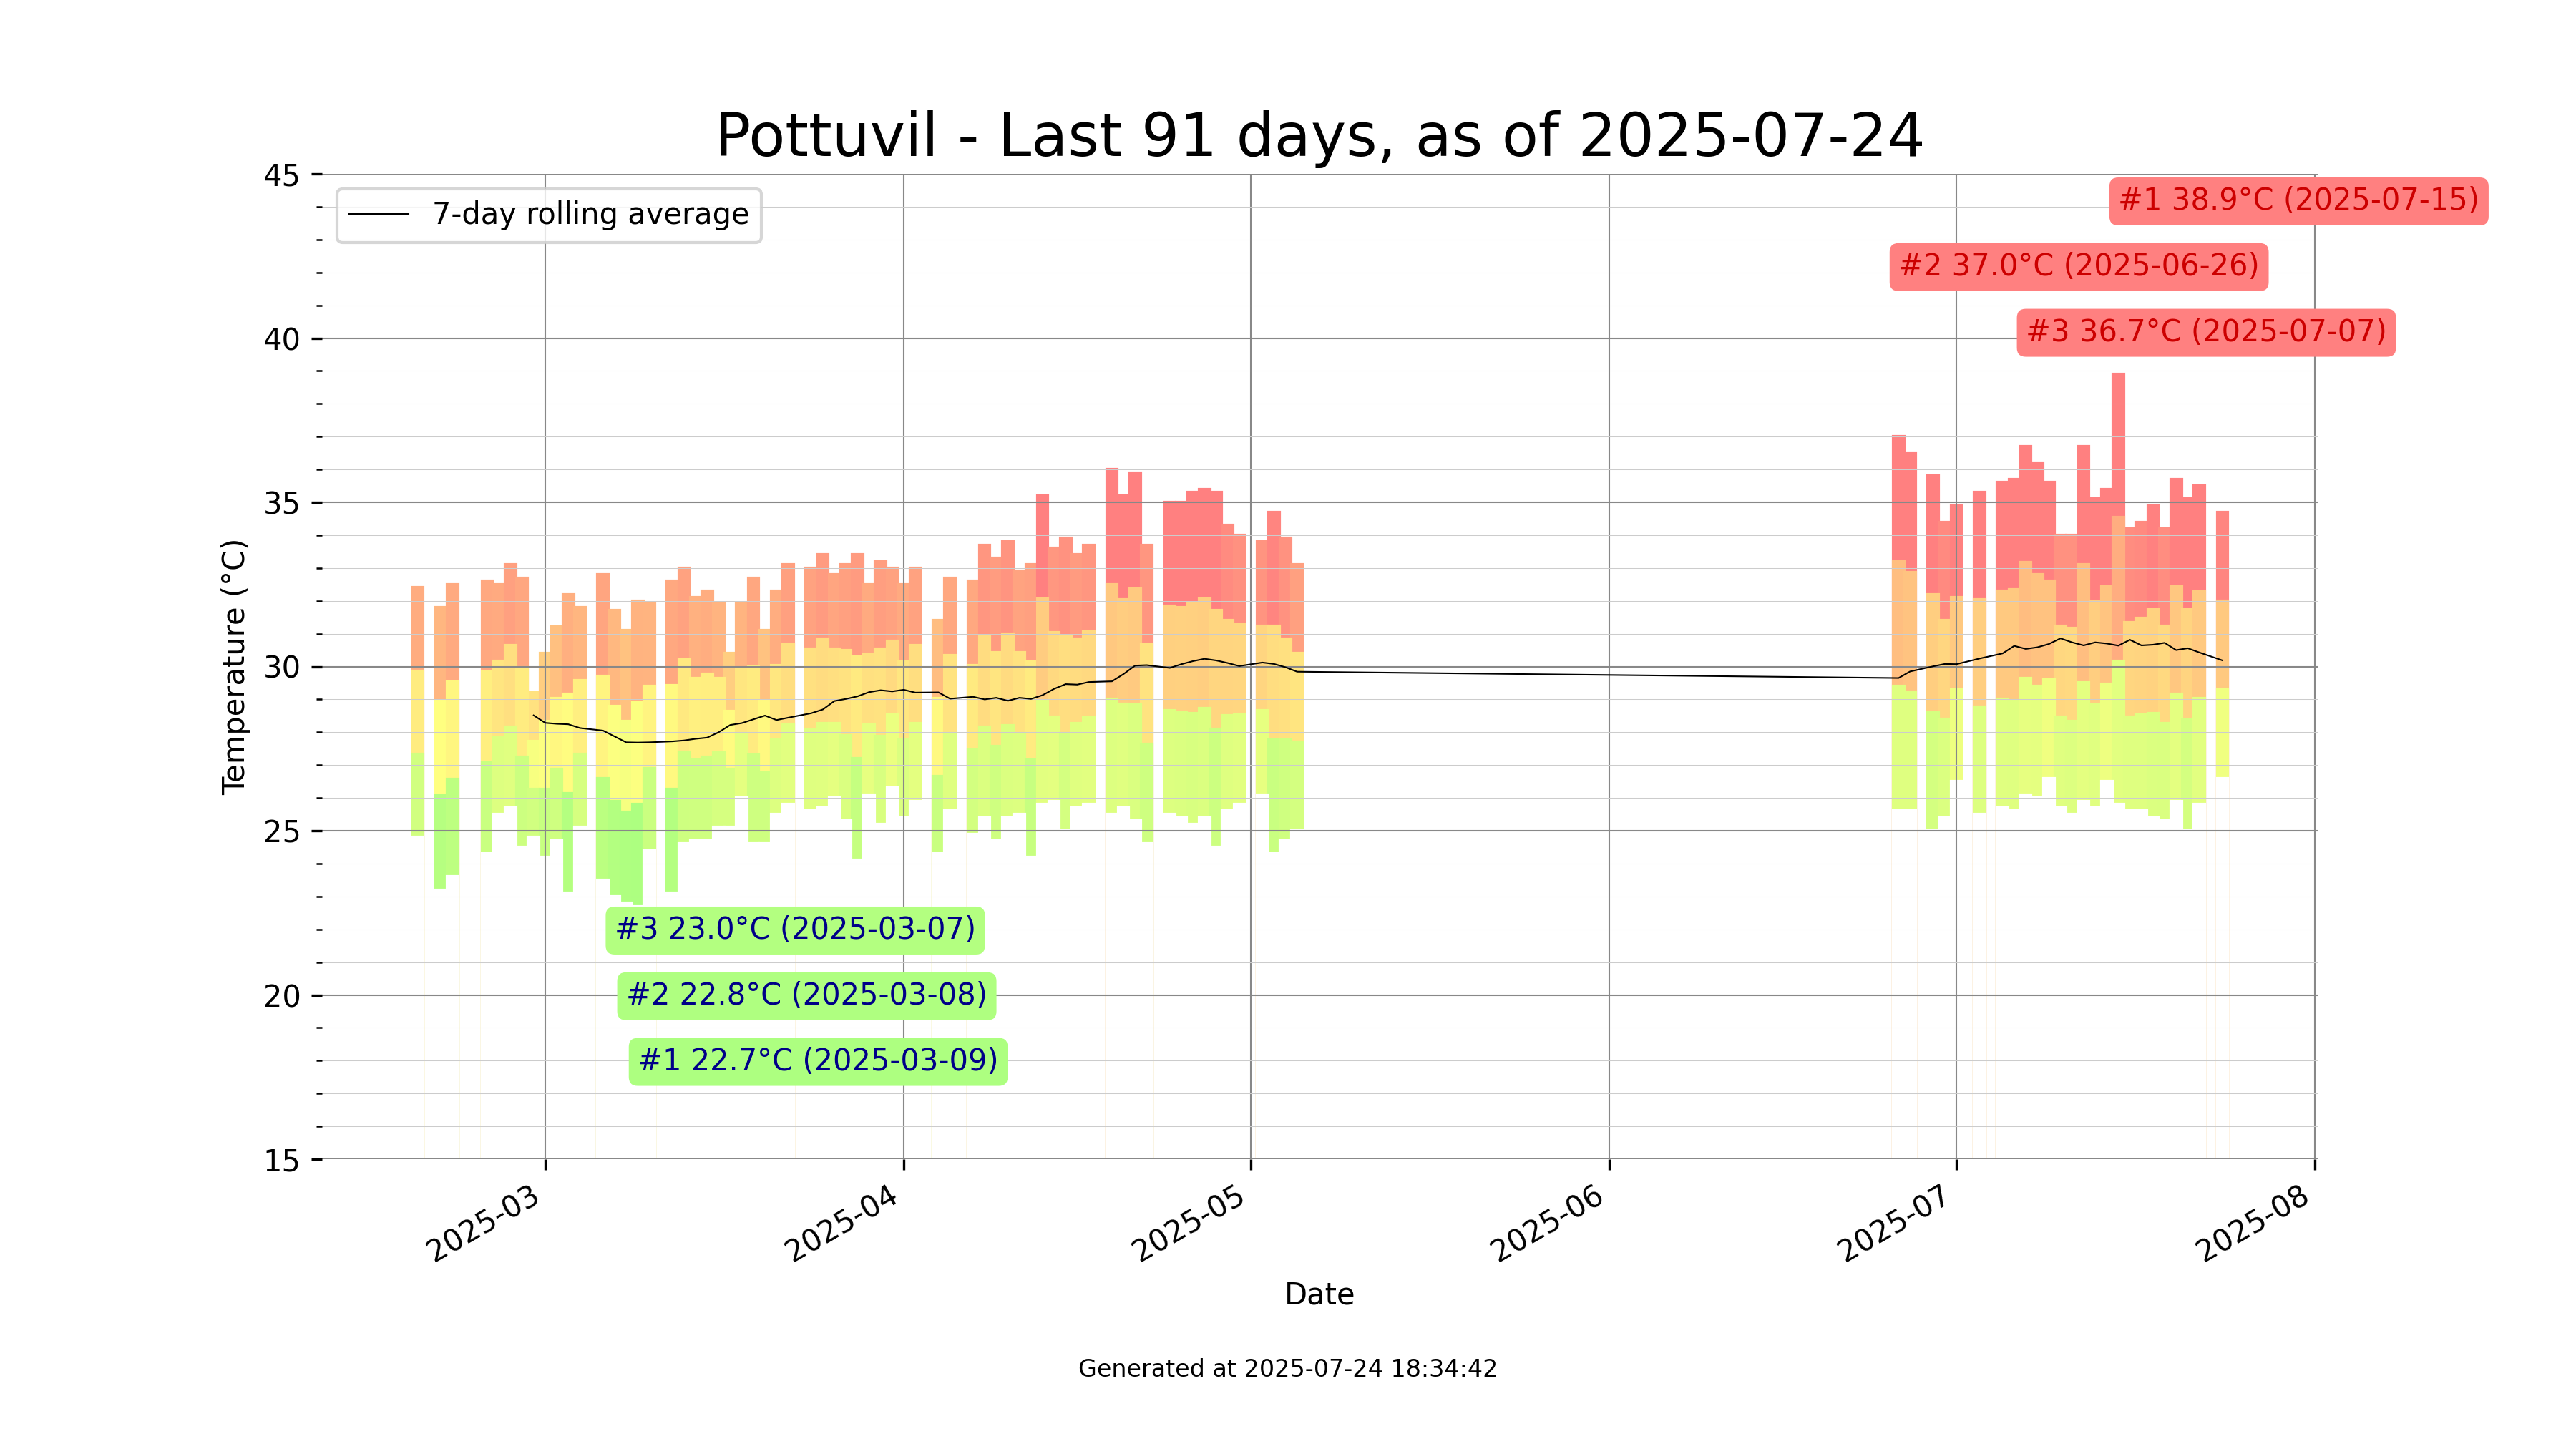 Pottuvil - Last 91 days, as of 2025-07-24
7-day rolling average
#1 38.9°C (2025-07-15)
#2 37.0°C (2025-06-26)
#3 36.7°C (2025-07-07)
45
40
35
30
25
20
15
Temperature (°C)
#3 23.0°C (2025-03-07)
#2 22.8°C (2025-03-08)
#1 22.7°C (2025-03-09)
2025-03
2025-04
2025-05
2025-06
2025-07
2025-08
Date
Generated at 2025-07-24 18:34:42